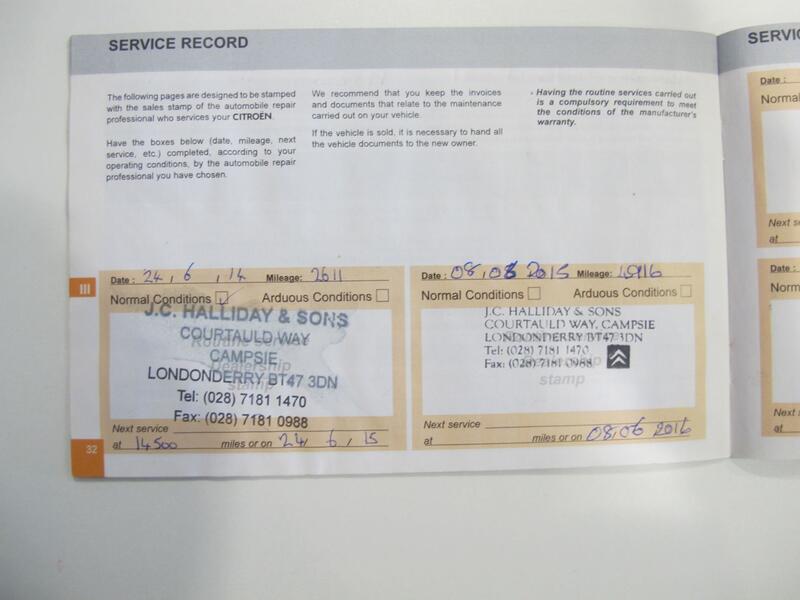 SERVICE RECORD
The following pages are designed to be stamped
with the sales stamp of the automobile repair
professional who services your CITROËN.
Have the boxes below (date, mileage, next
service, etc.) completed, according to your
operating conditions, by the automobile repair
professional you have chosen.
We recommend that you keep the invoices
and documents that relate to the maintenance
carried out on your vehicle.
If the vehicle is sold, it is necessary to hand all
the vehicle documents to the new owner.
Having the routine services carried out
is a compulsory requirement to meet
the conditions of the manufacturer's
warranty.
III
32
Date : 24, 6, 14 Mileage: 2611
Normal Conditions Arduous Conditions
Routine service
Dealership
stamp
J.C. HALLIDAY & SONS
COURTAULD WAY
CAMPSIE
LONDONDERRY BT47 3DN
Tel: (028) 7181 1470
Fax: (028) 7181 0988
Next service
at 14500 miles or on 24, 6, 15
Date : 08, 2015 Mileage:
Normal Conditions Arduous Conditions
J.C. HALLIDAY & SONS
COURTAULD WAY, CAMPSIE
LONDONDERRY BT47 3DN
Tel: (028) 7181 1470
Fax: (028) 7181 0988
Dealership
stamp
Next service
at miles or on 08,06 2016
Date :
at
Date :
at